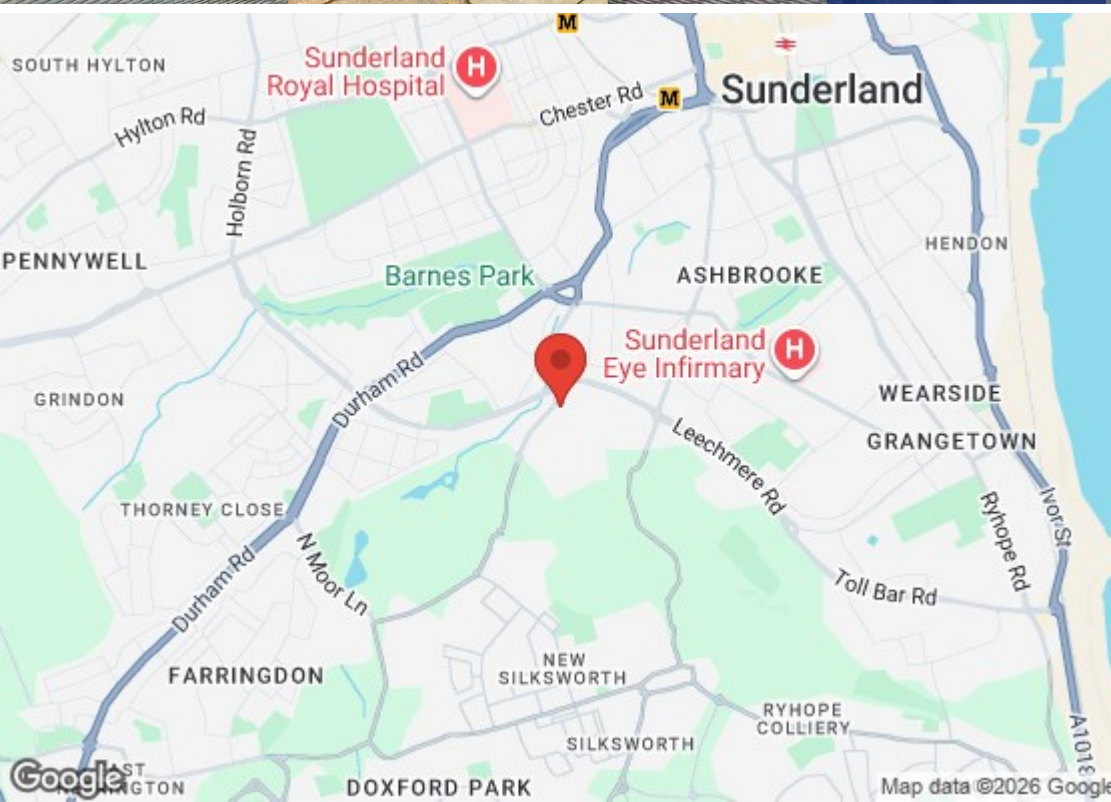 M
SOUTH HYLTON
Sunderland
Royal Hospital
H
Hylton Rd
Chester Rd
M
Sunderland
Holborn Rd
HENDON
PENNYWELL
Barnes Park
ASHBROOKE
Sunderland
Eye Infirmary
H
Durham Rd
GRINDON
WEARSIDE
GRANGETOWN
Leechmere Rd
THORNEY CLOSE
Ivor St
Ryhope Rd
N Moor Ln
Durham Rd
Toll Bar Rd
FARRINGDON
NEW
SILKSWORTH
RYHOPE
COLLIERY
A1018
SILKSWORTH
Google
DOXFORD PARK
Map data ©2026 Google